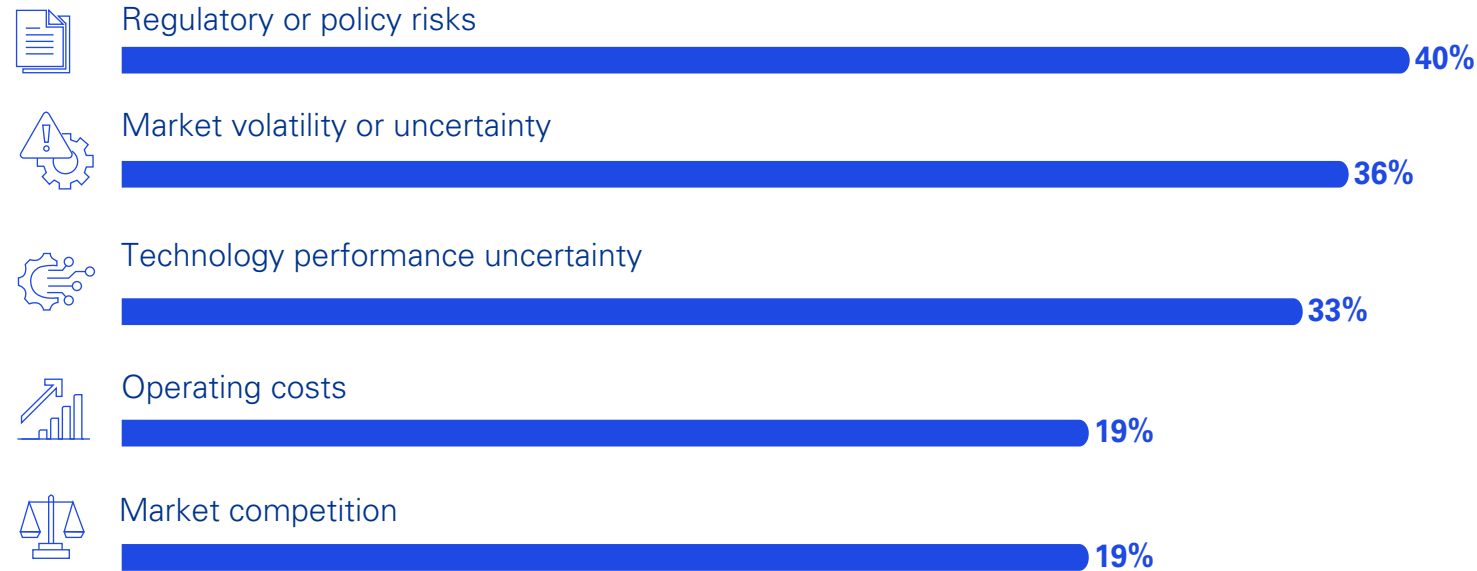 Regulatory or policy risks
40%
Market volatility or uncertainty
36%
Technology performance uncertainty
33%
Operating costs
19%
Market competition
19%